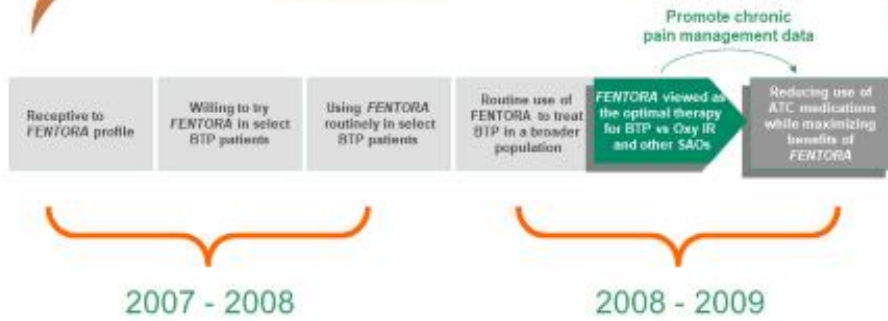 Promote chronic
pain management data
Receptive to
FENTORA profile
Willing to try
FENTORA in select
BTP patients
Using FENTORA
routinely in select
BTP patients
Routine use of
FENTORA to treat
BTP in a broader
population
FENTORA viewed as
the optimal therapy
for BTP vs Oxy IR
and other SAOs
Reducing use of
ATC medications
while maximizing
benefits of
FENTORA
2007 - 2008
2008 - 2009